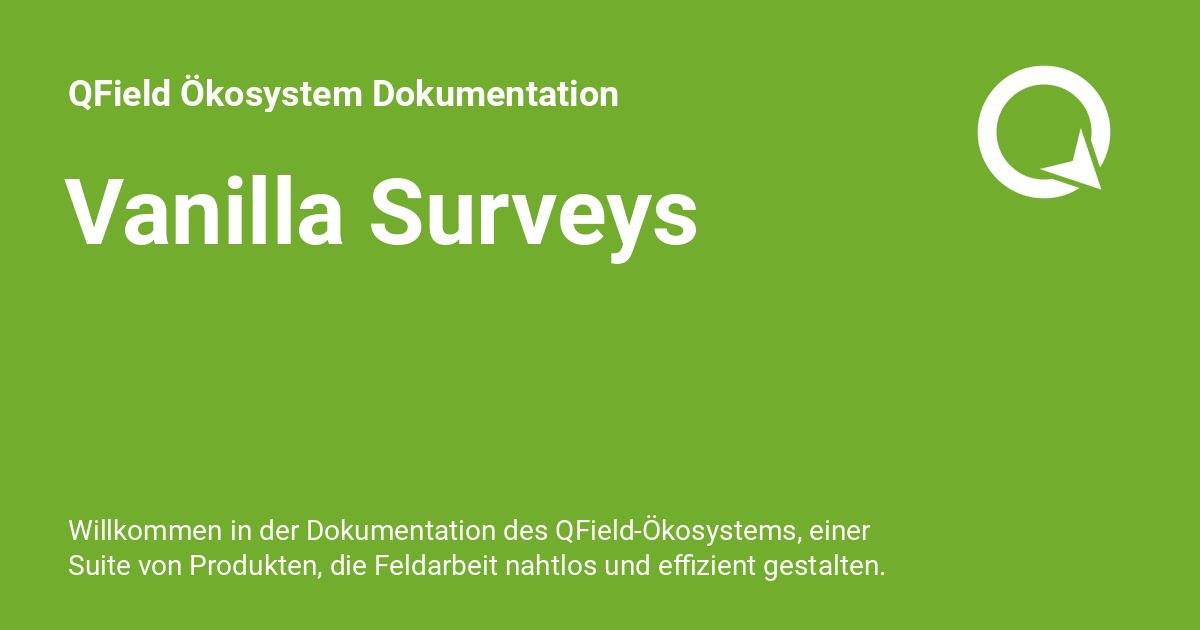 QField Ökosystem Dokumentation
Vanilla Surveys
Willkommen in der Dokumentation des QField-Ökosystems, einer
Suite von Produkten, die Feldarbeit nahtlos und effizient gestalten.